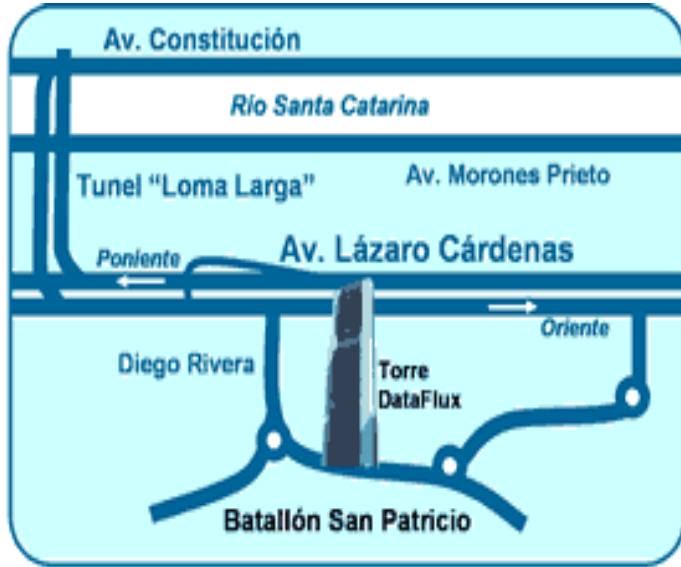 Av. Constitución
Río Santa Catarina
Av. Morones Prieto
Tunel “Loma Larga”
Av. Lázaro Cárdenas
Poniente
Oriente
Diego Rivera
Torre
DataFlux
Batallón San Patricio